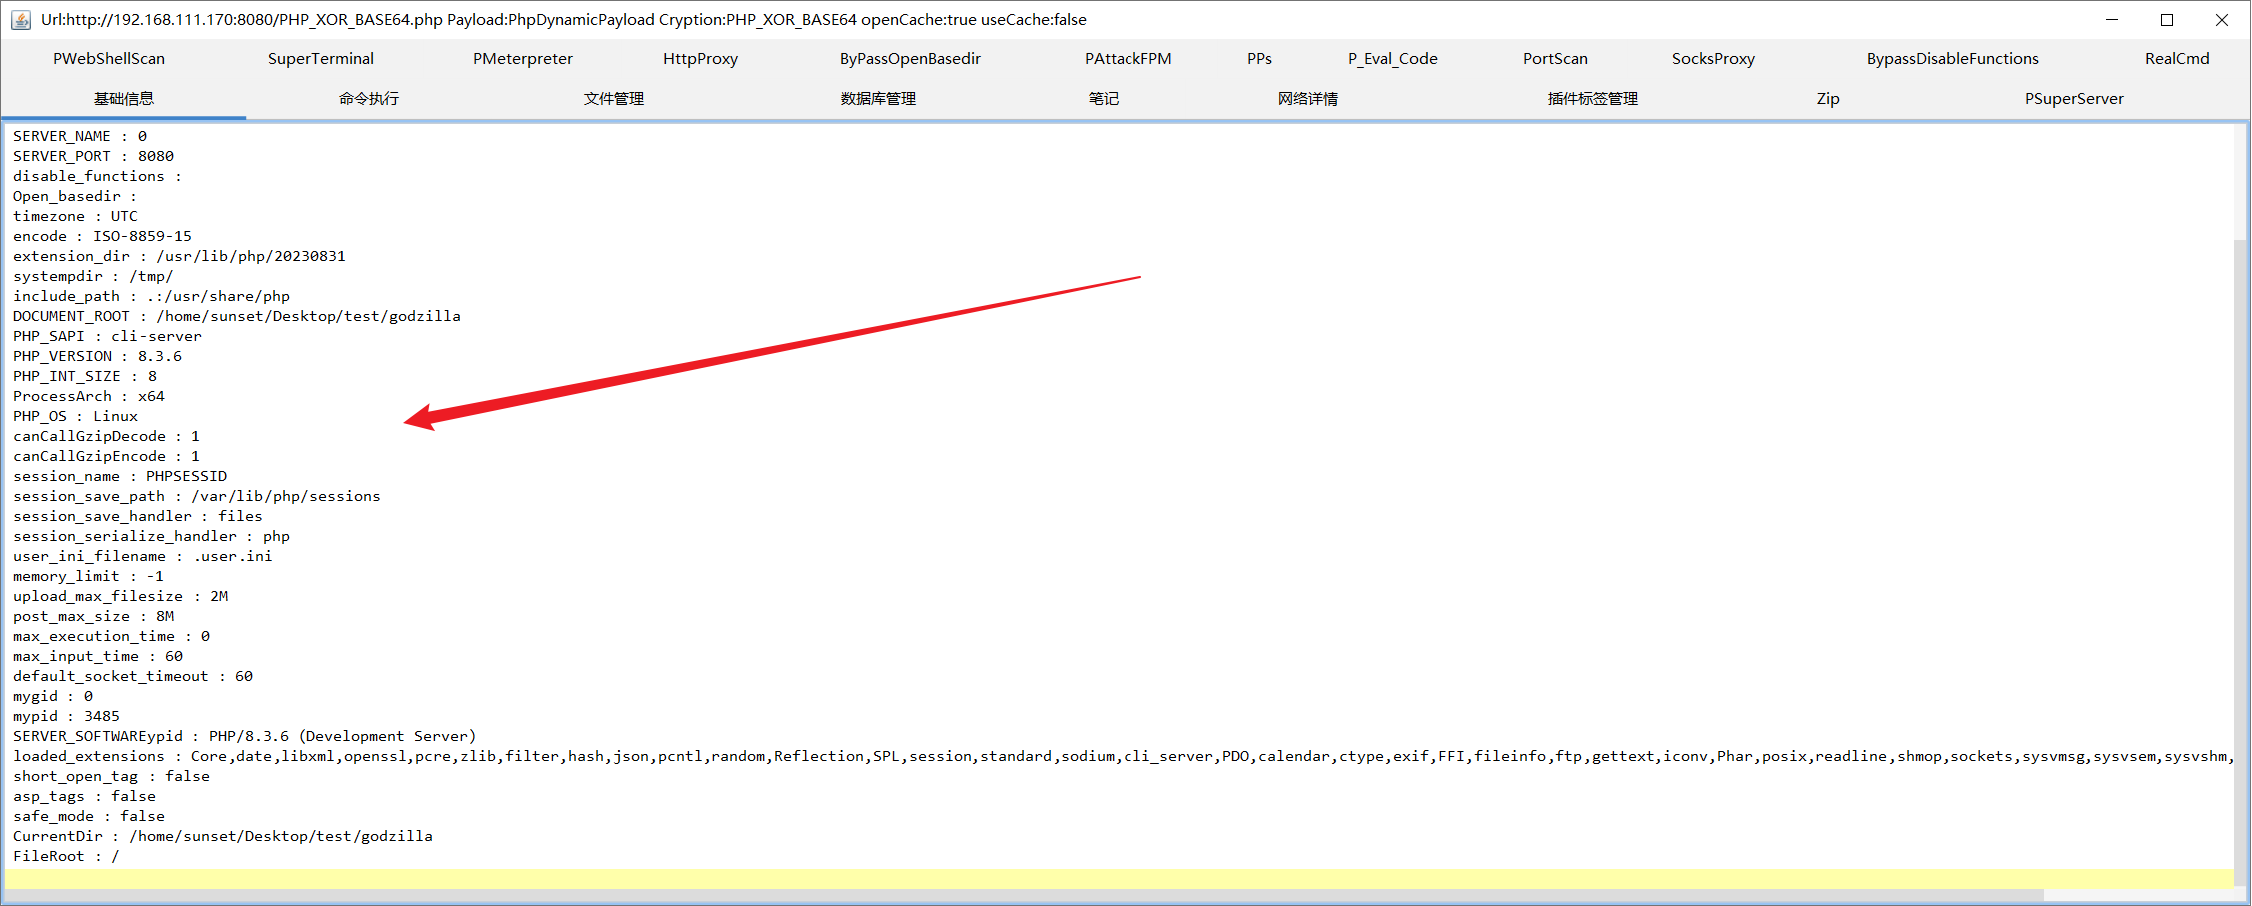 Url:http://192.168.111.170:8080/PHP_XOR_BASE64.php Payload:PhpDynamicPayload Cryption:PHP_XOR_BASE64 openCache:true useCache:false
PWebShellScan SuperTerminal PMeterpreter HttpProxy ByPassOpenBasedir PAttackFPM PPs P_Eval_Code PortScan SocksProxy BypassDisableFunctions RealCmd
基础信息 命令执行 文件管理 数据库管理 笔记 网络详情 插件标签管理 Zip PSuperServer
SERVER_NAME : 0
SERVER_PORT : 8080
disable_functions :
Open_basedir :
timezone : UTC
encode : ISO-8859-15
extension_dir : /usr/lib/php/20230831
systempdir : /tmp/
include_path : .:/usr/share/php
DOCUMENT_ROOT : /home/sunset/Desktop/test/godzilla
PHP_SAPI : cli-server
PHP_VERSION : 8.3.6
PHP_INT_SIZE : 8
ProcessArch : x64
PHP_OS : Linux
canCallGzipDecode : 1
canCallGzipEncode : 1
session_name : PHPSESSID
session_save_path : /var/lib/php/sessions
session_save_handler : files
session_serialize_handler : php
user_ini_filename : .user.ini
memory_limit : -1
upload_max_filesize : 2M
post_max_size : 8M
max_execution_time : 0
max_input_time : 60
default_socket_timeout : 60
mygid : 0
mypid : 3485
SERVER_SOFTWAREypid : PHP/8.3.6 (Development Server)
loaded_extensions : Core,date,libxml,openssl,pcre,zlib,filter,hash,json,pcntl,random,Reflection,SPL,session,standard,sodium,cli_server,PDO,calendar,ctype,exif,FFI,fileinfo,ftp,gettext,iconv,Phar,posix,readline,shmop,sockets,sysvmsg,sysvsem,sysvshm,
short_open_tag : false
asp_tags : false
safe_mode : false
CurrentDir : /home/sunset/Desktop/test/godzilla
FileRoot : /